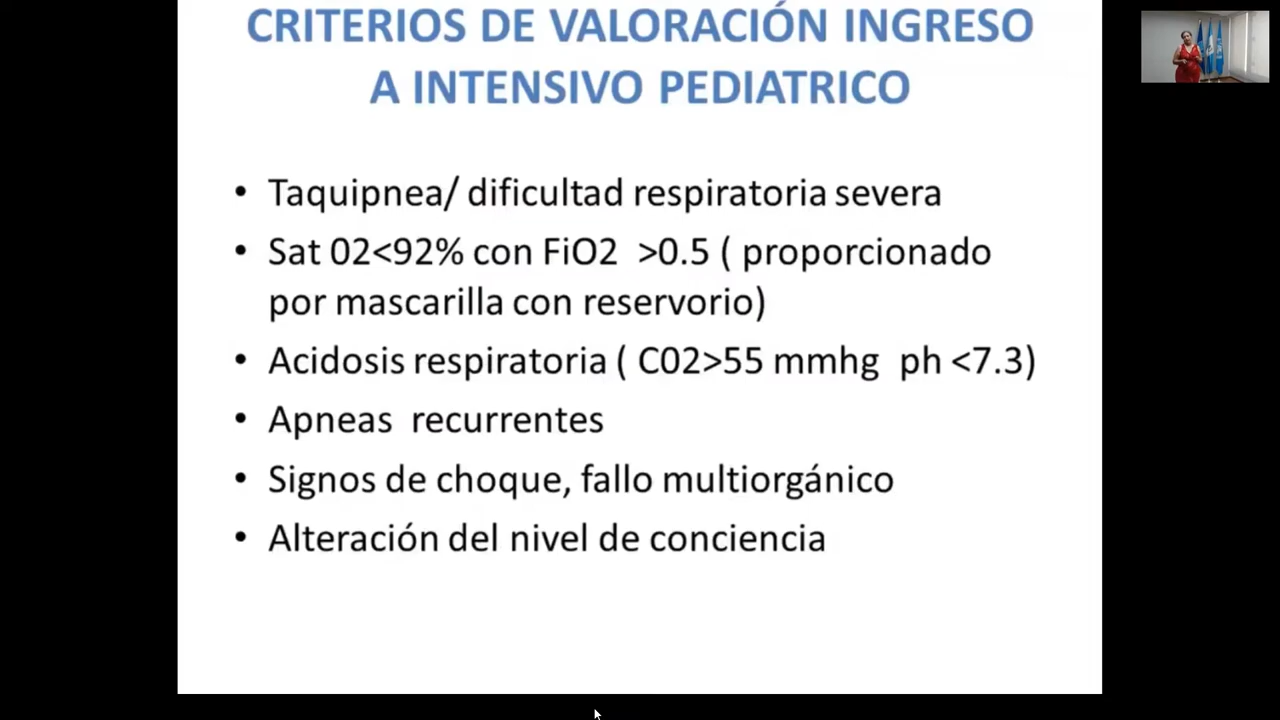 CRITERIOS DE VALORACIÓN INGRESO
A INTENSIVO PEDIATRICO
• Taquipnea/ dificultad respiratoria severa
• Sat 02<92% con FiO2 >0.5 ( proporcionado
por mascarilla con reservorio)
• Acidosis respiratoria ( C02>55 mmhg ph <7.3)
• Apneas recurrentes
• Signos de choque, fallo multiorgánico
• Alteración del nivel de conciencia